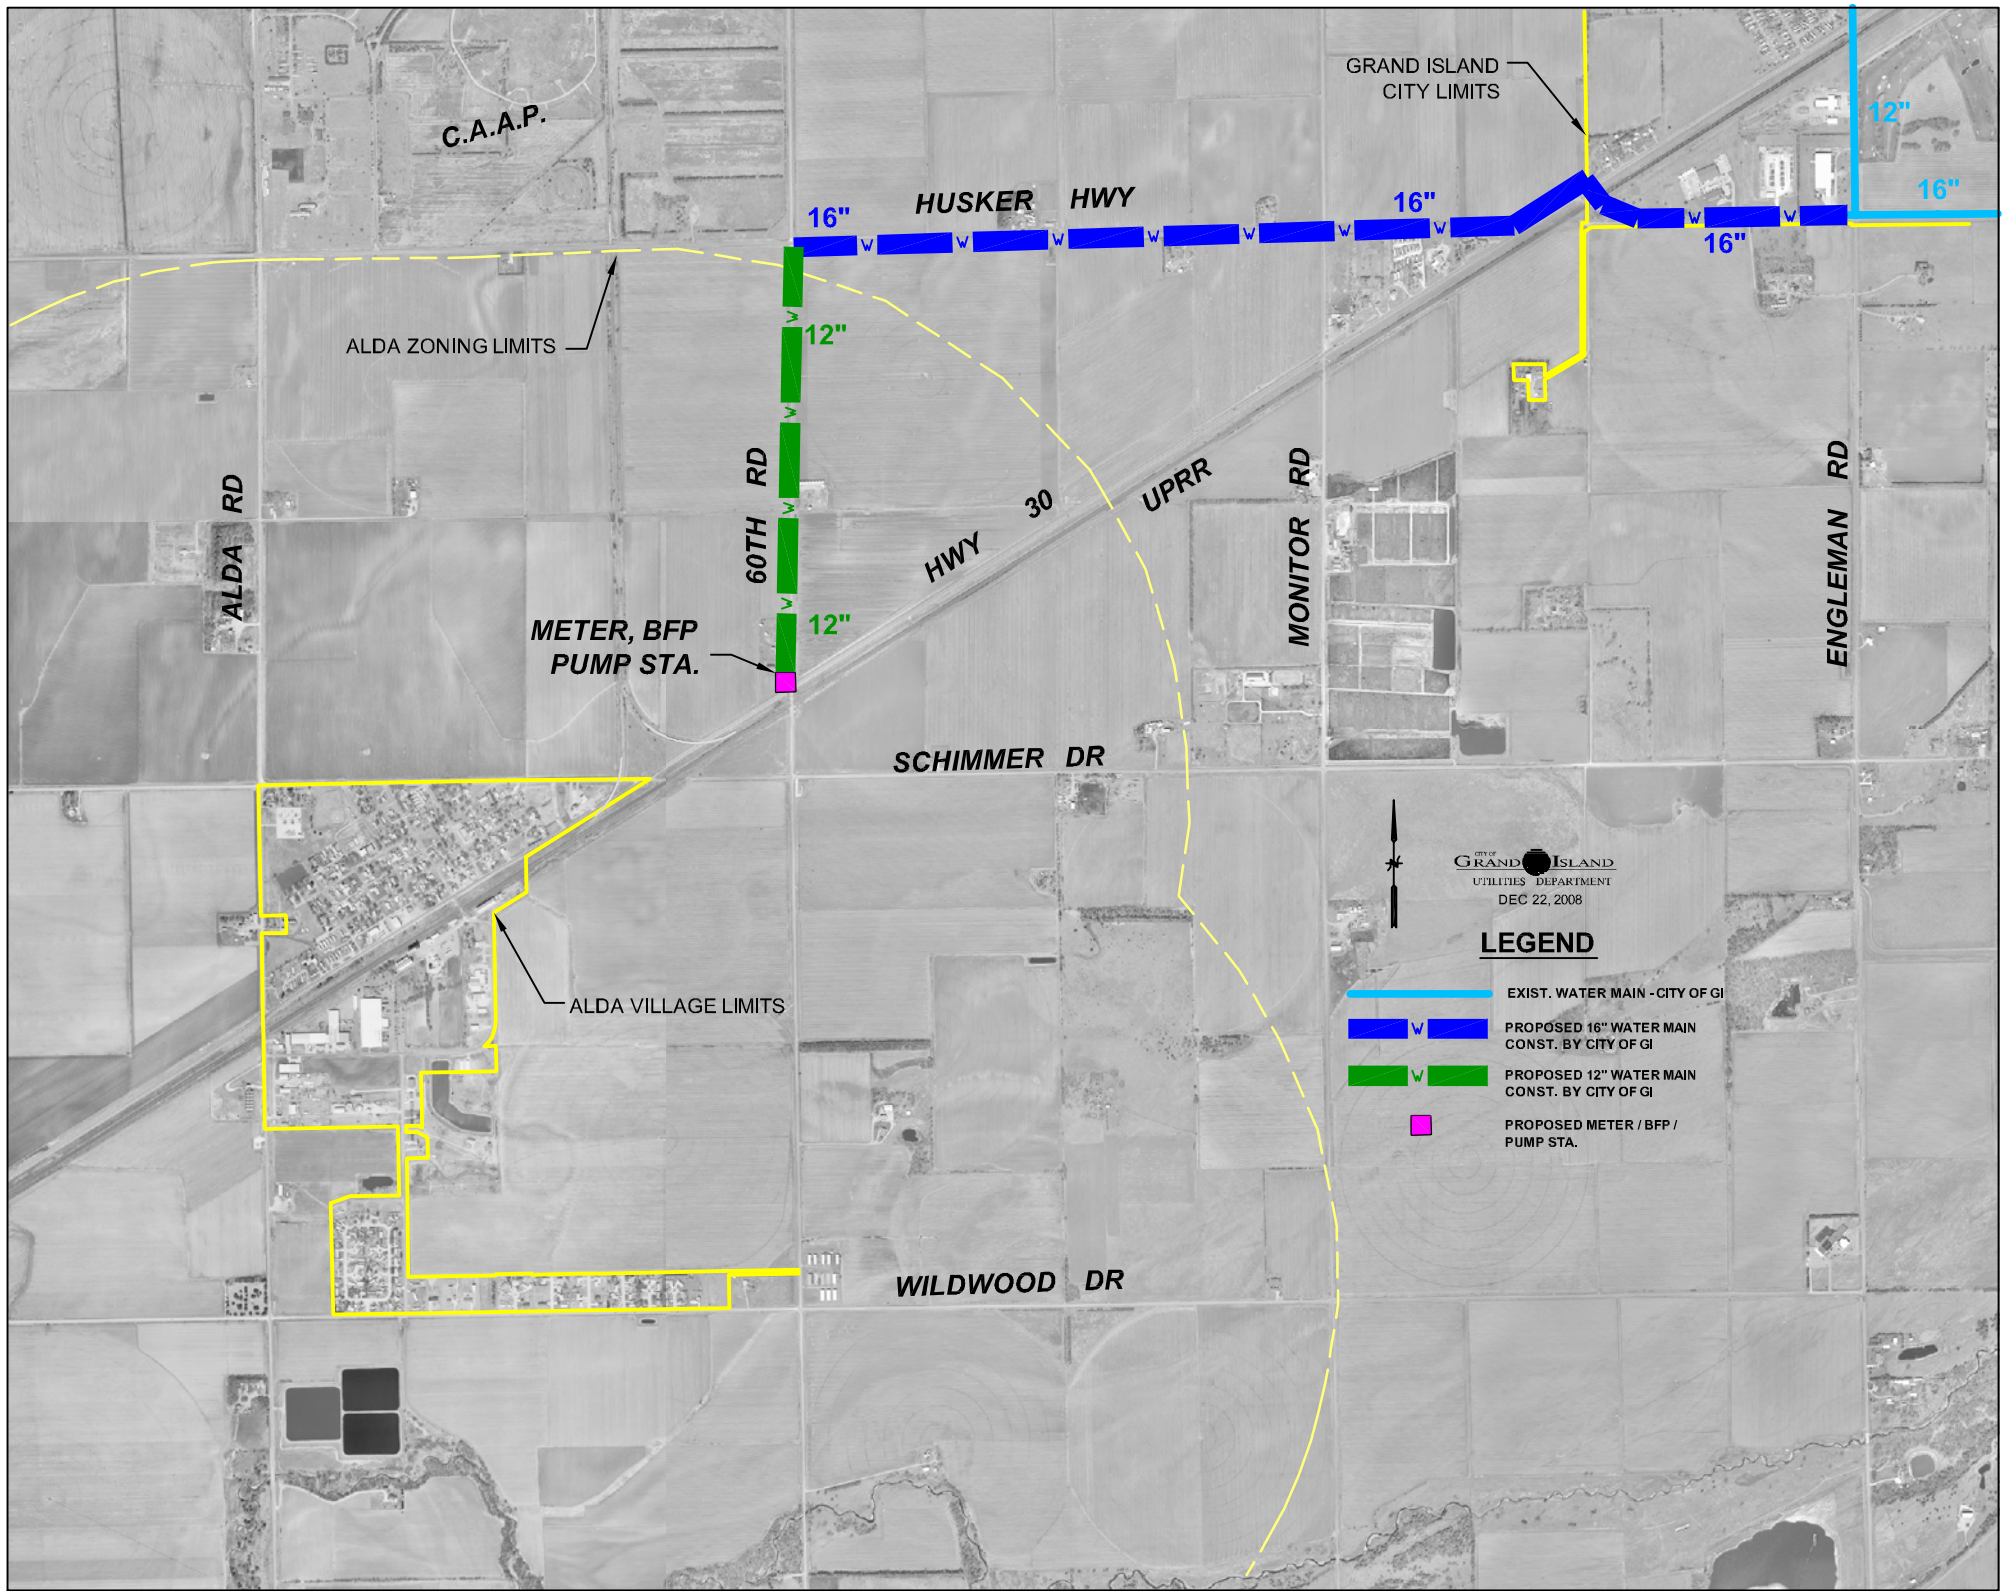 GRAND ISLAND
CITY LIMITS
C.A.A.P.
12"
16"
HUSKER HWY
16"
16"
16"
12"
ALDA ZONING LIMITS
ALDA RD
60TH RD
HWY 30
UPRR
MONITOR RD
ENGLEMAN RD
METER, BFP
PUMP STA.
12"
SCHIMMER DR
CITY OF
GRAND ISLAND
UTILITIES DEPARTMENT
DEC 22, 2008
LEGEND
EXIST. WATER MAIN - CITY OF GI
W
PROPOSED 16" WATER MAIN
CONST. BY CITY OF GI
W
PROPOSED 12" WATER MAIN
CONST. BY CITY OF GI
PROPOSED METER / BFP /
PUMP STA.
ALDA VILLAGE LIMITS
WILDWOOD DR
W
W
W
W
W
W
W
W
W
W
W
W
W